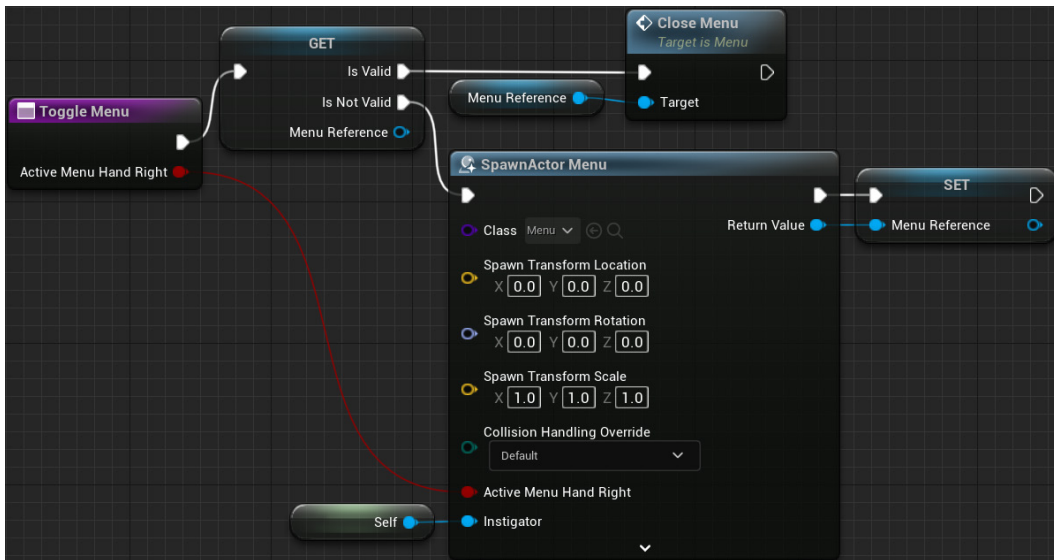 Toggle Menu
Active Menu Hand Right
GET
Is Valid
Is Not Valid
Menu Reference
Close Menu
Target is Menu
Menu Reference
Target
SpawnActor Menu
Class Menu
Return Value
Spawn Transform Location
X 0.0 Y 0.0 Z 0.0
Spawn Transform Rotation
X 0.0 Y 0.0 Z 0.0
Spawn Transform Scale
X 1.0 Y 1.0 Z 1.0
Collision Handling Override
Default
Active Menu Hand Right
Self
Instigator
SET
Menu Reference